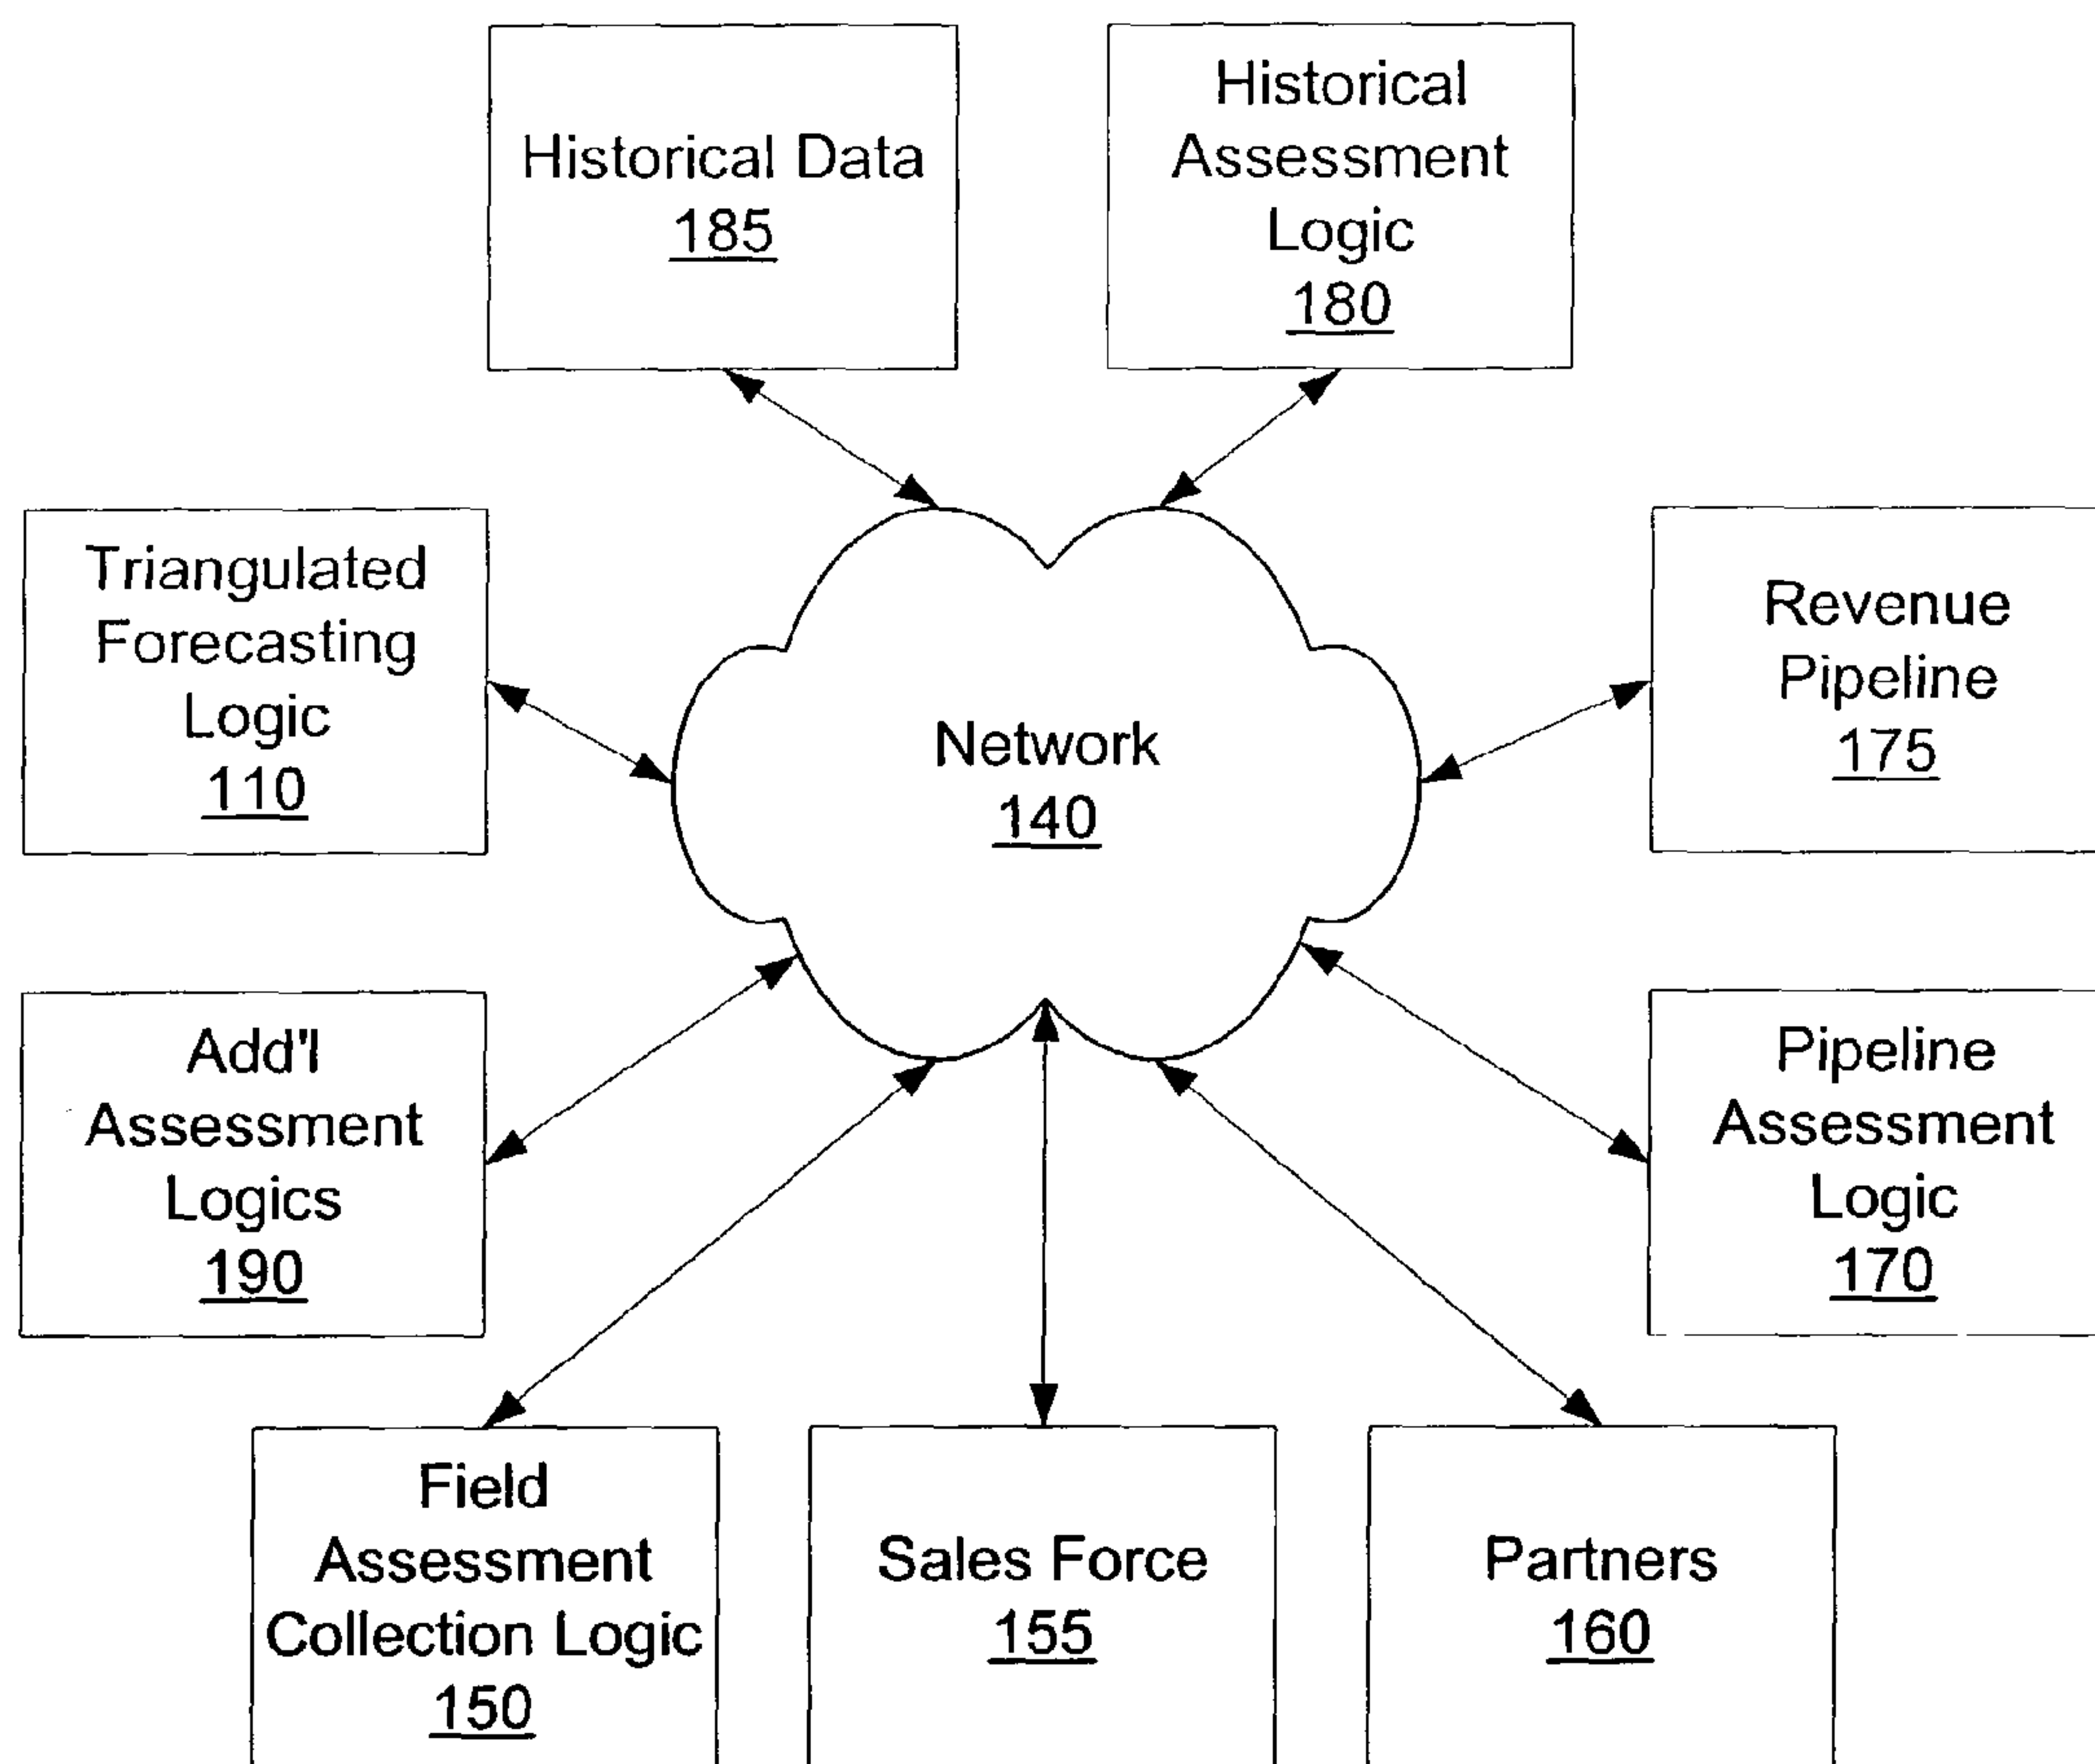 Historical Data
185
Historical
Assessment
Logic
180
Triangulated
Forecasting
Logic
110
Network
140
Revenue
Pipeline
175
Add'l
Assessment
Logics
190
Pipeline
Assessment
Logic
170
Field
Assessment
Collection Logic
150
Sales Force
155
Partners
160